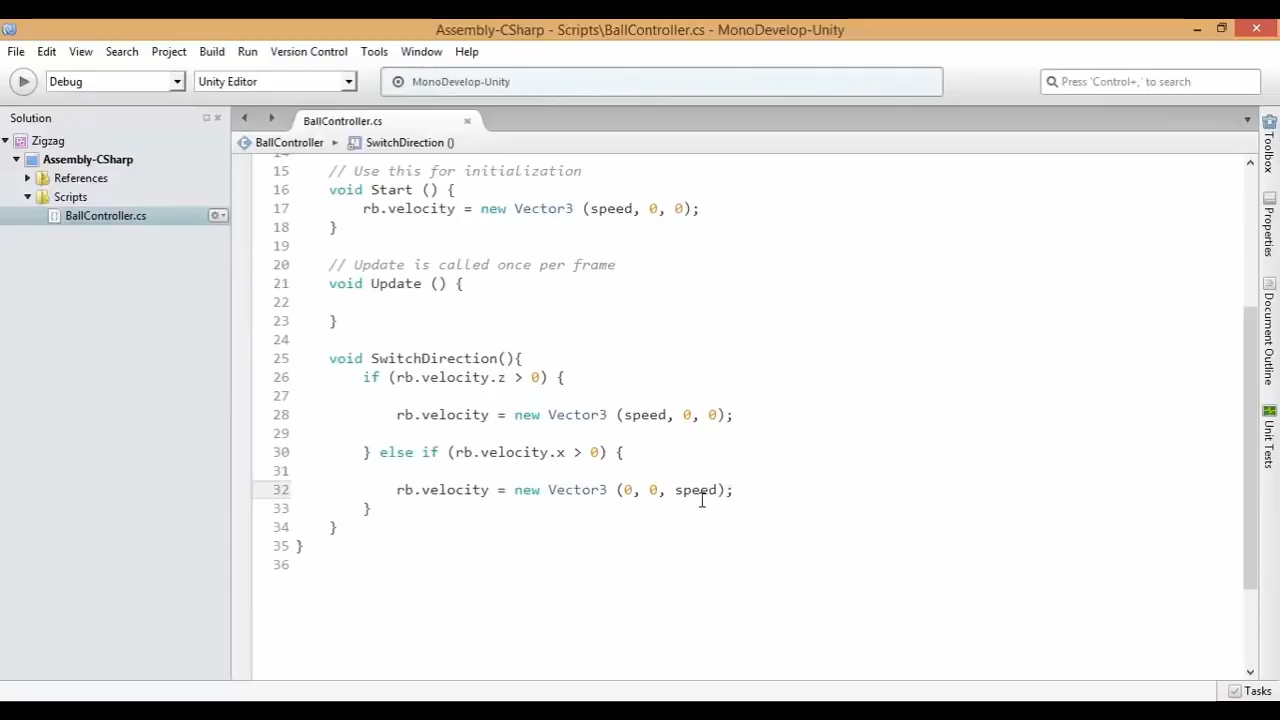 Assembly-CSharp - Scripts\BallController.cs - MonoDevelop-Unity
File Edit View Search Project Build Run Version Control Tools Window Help
Debug Unity Editor MonoDevelop-Unity Press 'Control+,' to search
Solution
Zigzag
Assembly-CSharp
References
Scripts
BallController.cs
BallController.cs
BallController SwitchDirection ()
14
15 // Use this for initialization
16 void Start () {
17 rb.velocity = new Vector3 (speed, 0, 0);
18 }
19
20 // Update is called once per frame
21 void Update () {
22
23 }
24
25 void SwitchDirection(){
26 if (rb.velocity.z > 0) {
27
28 rb.velocity = new Vector3 (speed, 0, 0);
29
30 } else if (rb.velocity.x > 0) {
31
32 rb.velocity = new Vector3 (0, 0, speed);
33 }
34 }
35 }
36
Toolbox
Properties
Document Outline
Unit Tests
Tasks